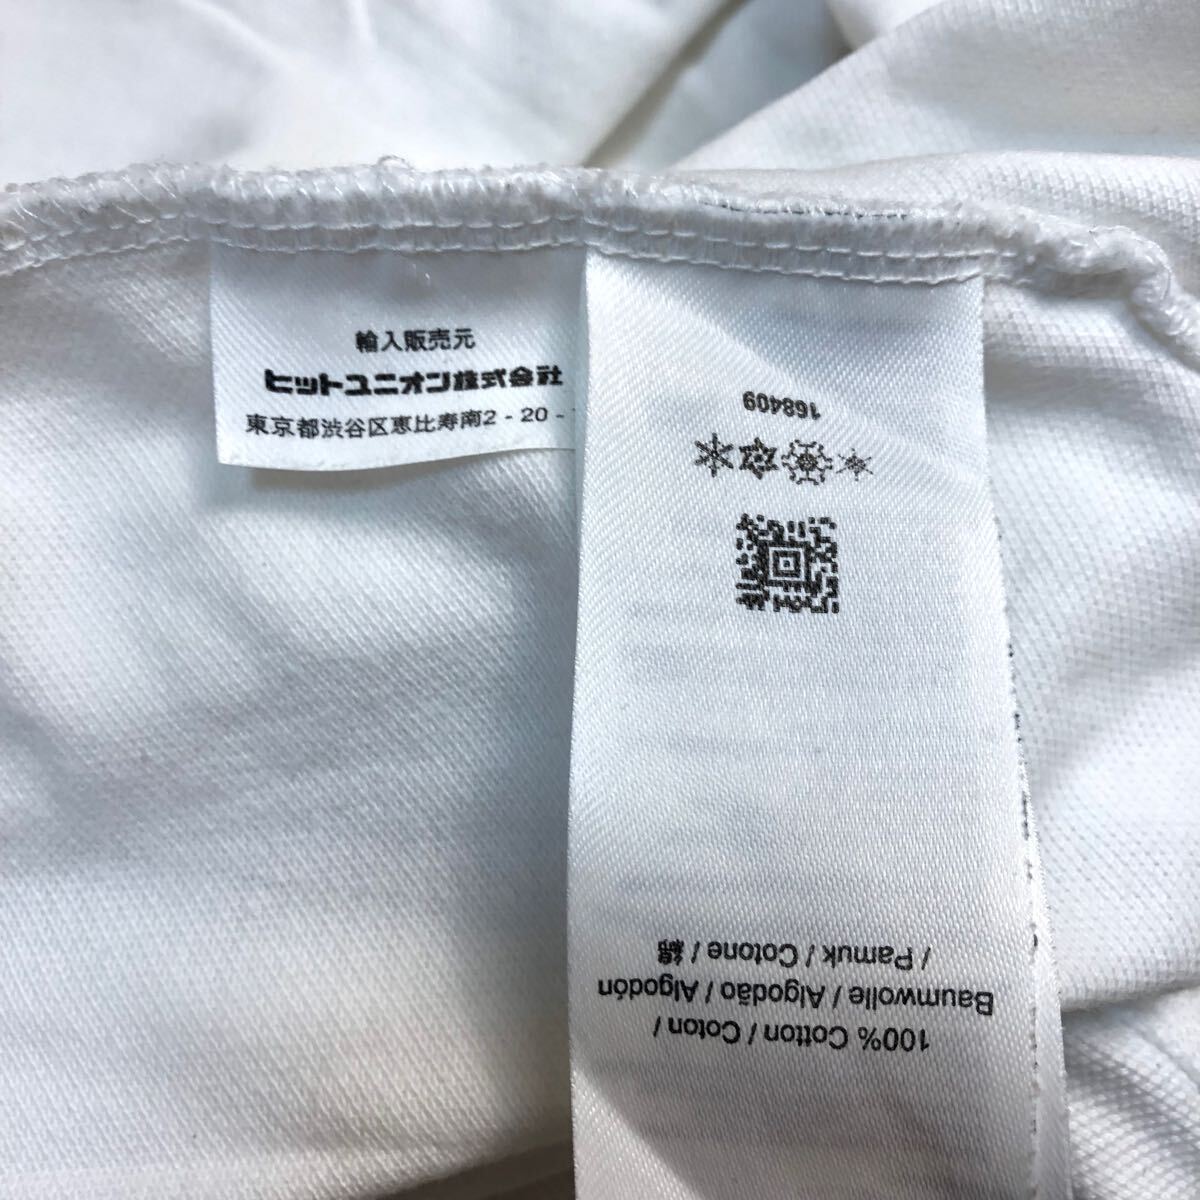 輸入販売元
ヒットユニオン株式会社
東京都渋谷区恵比寿南2 - 20 -
100% Cotton / Coton /
Baumwolle / Algodão / Algodón
/ Pamuk / Cotone / 綿
168409